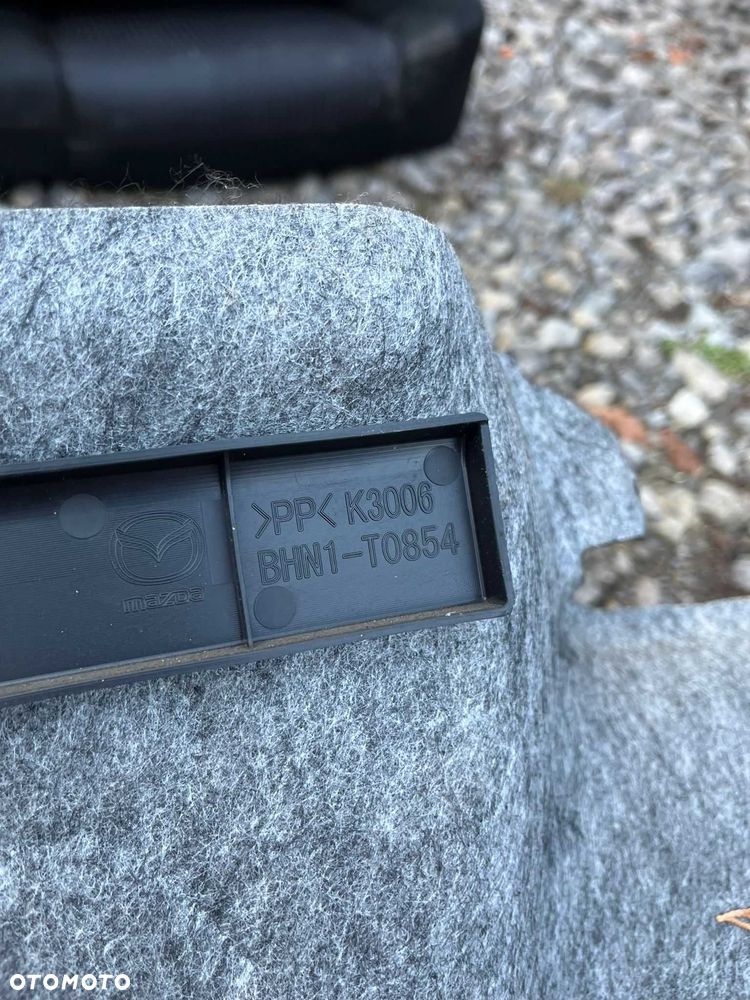 >PP< K3006
BHN1-T0854
mazda
OTOMOTO